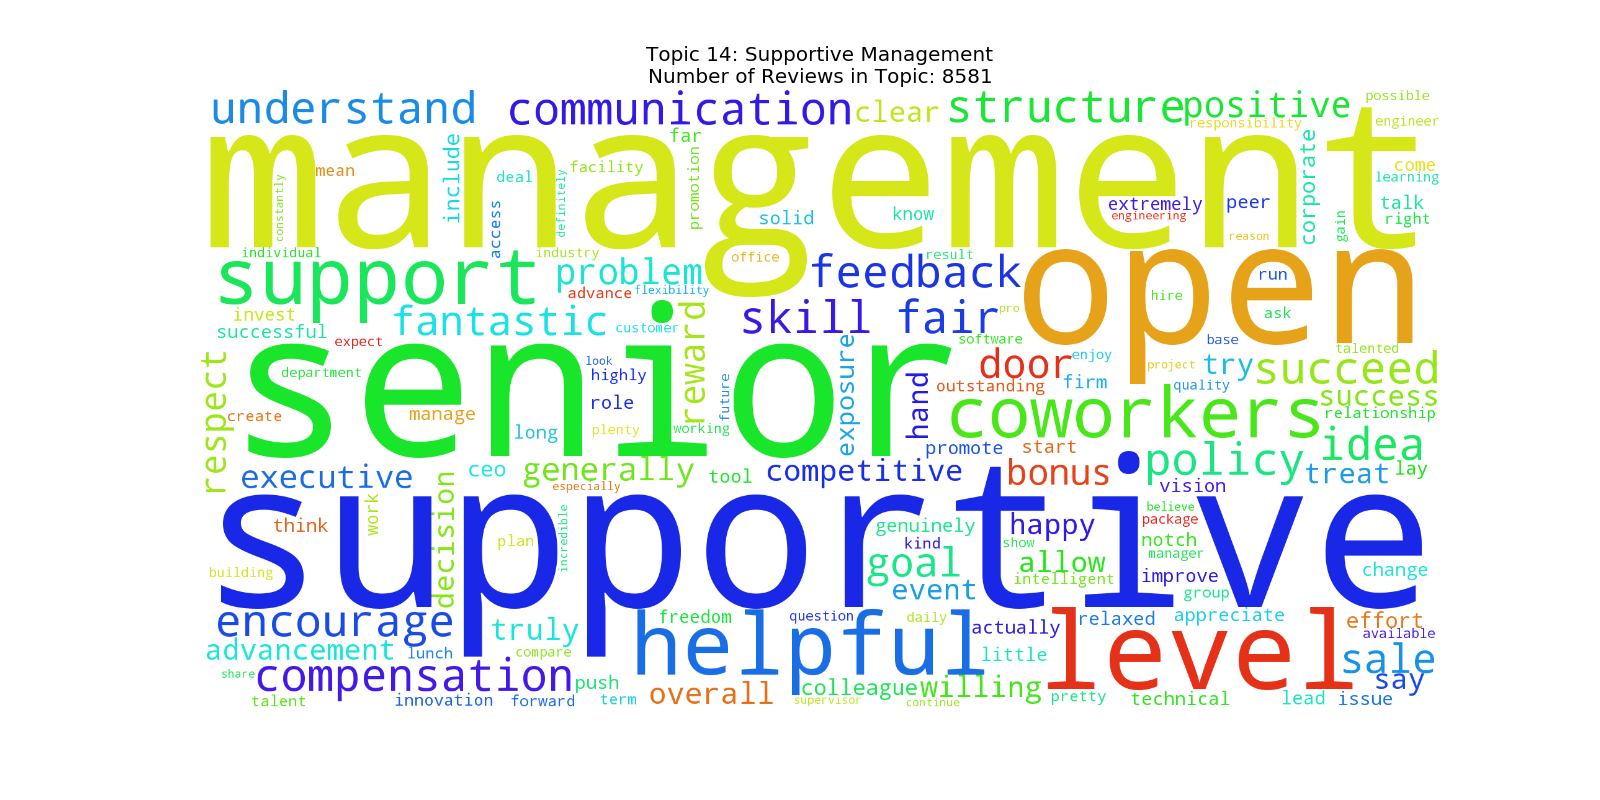 Topic 14: Supportive Management
Number of Reviews in Topic: 8581
understand communication clear structure positive possible
responsibility engineer
management
far include mean deal facility definitely constantly access promotion solid know extremely engineering peer reason corporate come learning talk right gain
individual industry office result
support problem feedback open
advance flexibility run hire ask
invest fantastic customer reward skill fair pro
successful expect software base talented
senior
department look highly role future exposure hand door enjoy project try succeed
respect create manage long plenty working outstanding firm quality success
coworkers relationship
promote start idea
executive ceo generally tool competitive bonus policy treat lay
especially vision
supportive
think work decision plan incredible genuinely happy believe package
kind show notch
building goal allow manager change
intelligent improve
event group
encourage truly freedom question daily helpful actually relaxed appreciate effort
available
advancement lunch compare little level sale
share compensation push colleague willing say
overall
talent innovation forward term supervisor continue pretty technical lead issue